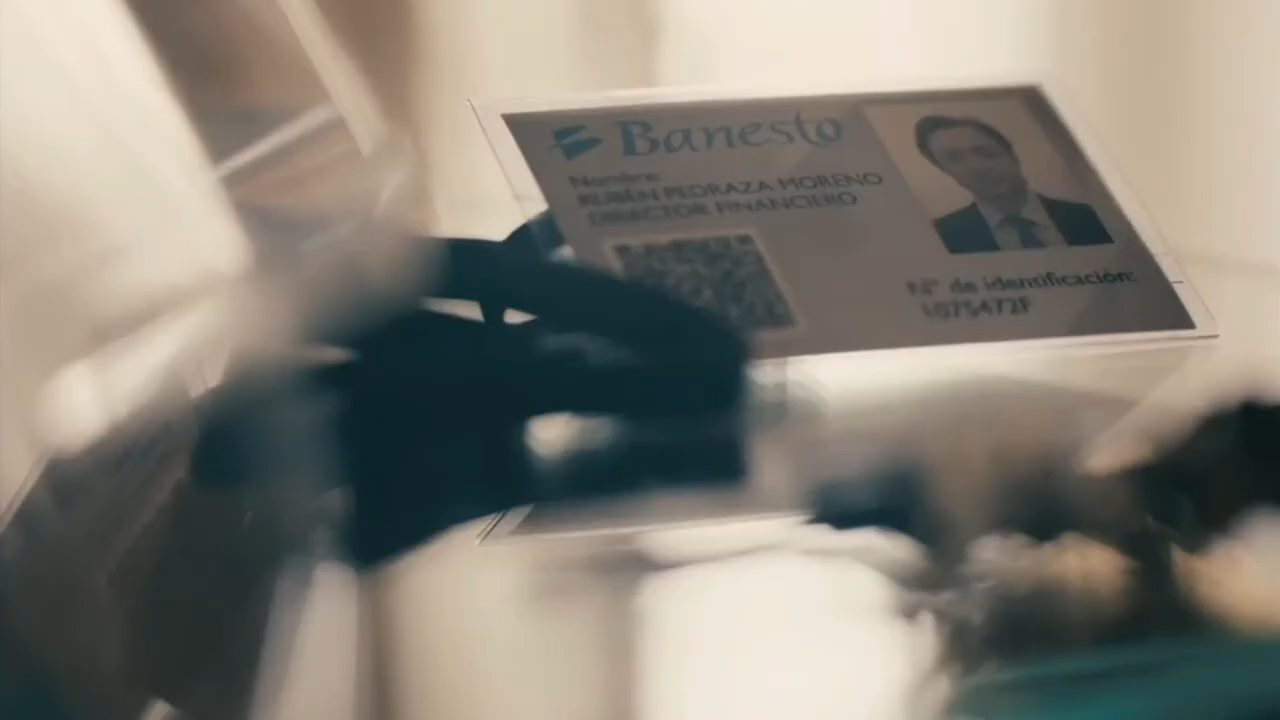 Banesto
Nombre:
RUBÉN PEDRAZA MORENO
DIRECTOR FINANCIERO
Nº de identificación: